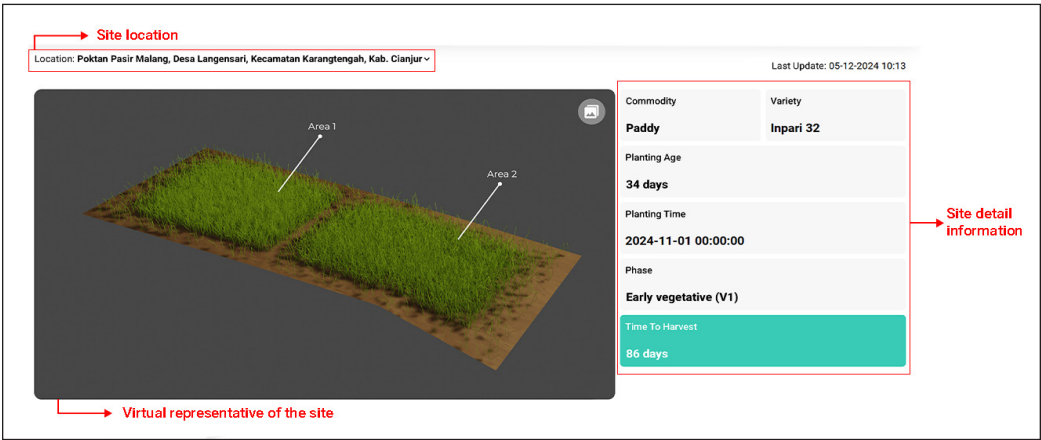 Site location
Location: Poktan Pasir Malang, Desa Langensari, Kecamatan Karangtengah, Kab. Cianjur
Last Update: 05-12-2024 10:13
Area 1
Area 2
Commodity
Paddy
Variety
Inpari 32
Planting Age
34 days
Planting Time
2024-11-01 00:00:00
Phase
Early vegetative (V1)
Time To Harvest
86 days
Site detail
information
Virtual representative of the site